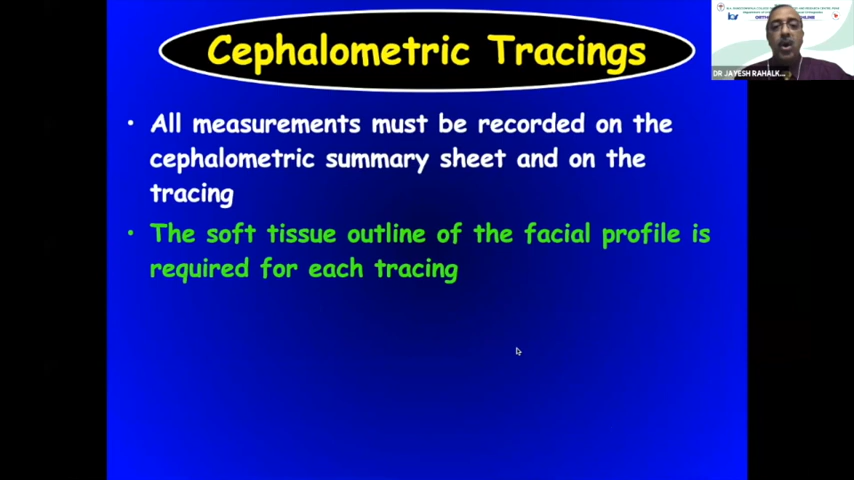 Cephalometric Tracings
• All measurements must be recorded on the
cephalometric summary sheet and on the
tracing
• The soft tissue outline of the facial profile is
required for each tracing
DR JAYESH RAHALK...